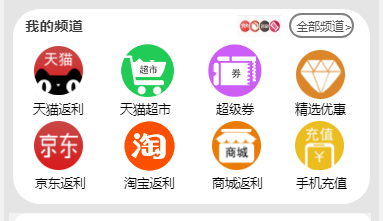 我的频道
全部频道>
天猫
超市
券
天猫返利
天猫超市
超级券
精选优惠
京东
淘
商城
充值
¥
京东返利
淘宝返利
商城返利
手机充值